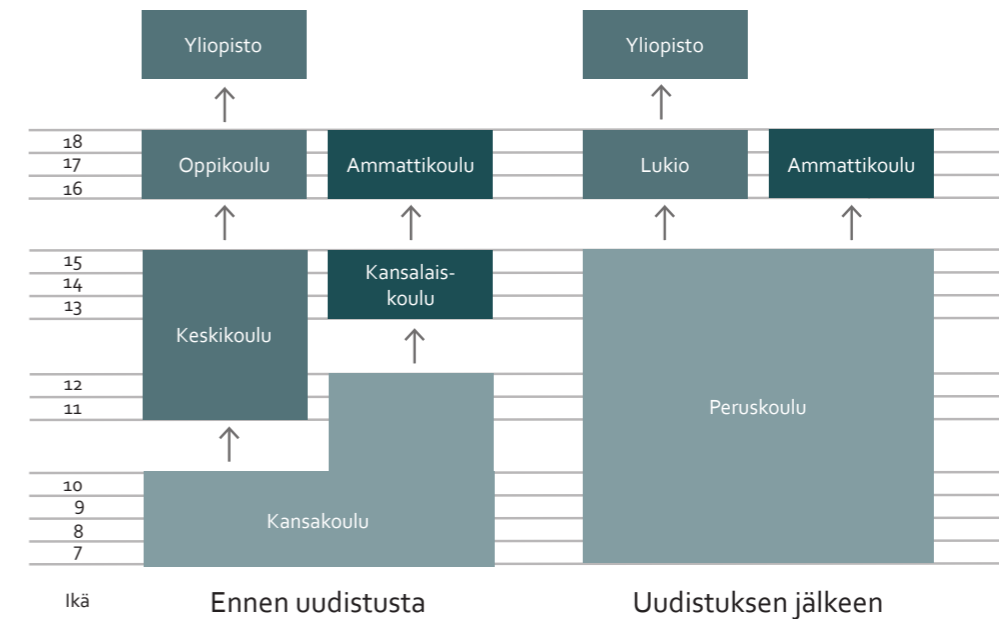 Yliopisto
Yliopisto
18
17
16
Oppikoulu
Ammattikoulu
Lukio
Ammattikoulu
15
14
13
Keskikoulu
Kansalais-
koulu
12
11
Peruskoulu
10
9
8
7
Kansakoulu
Ikä
Ennen uudistusta
Uudistuksen jälkeen